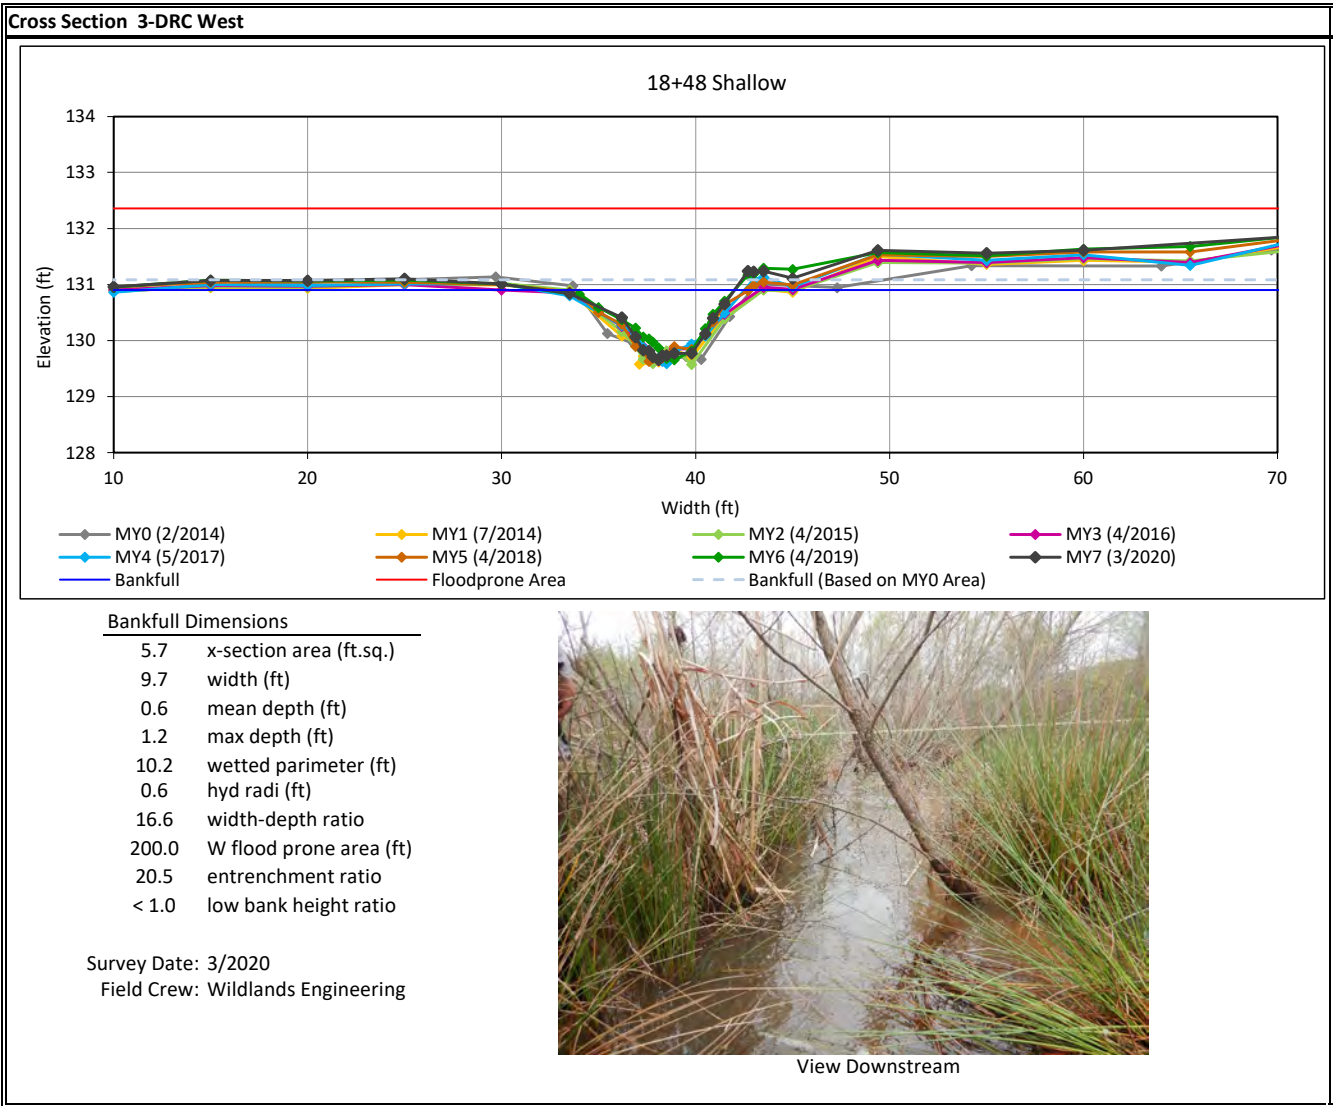 Cross Section 3-DRC West
18+48 Shallow
134
133
132
131
130
129
128
Elevation (ft)
10 20 30 40 50 60 70
Width (ft)
MY0 (2/2014) MY1 (7/2014) MY2 (4/2015) MY3 (4/2016)
MY4 (5/2017) MY5 (4/2018) MY6 (4/2019) MY7 (3/2020)
Bankfull Floodprone Area Bankfull (Based on MY0 Area)
Bankfull Dimensions
5.7 x-section area (ft.sq.)
9.7 width (ft)
0.6 mean depth (ft)
1.2 max depth (ft)
10.2 wetted parimeter (ft)
0.6 hyd radi (ft)
16.6 width-depth ratio
200.0 W flood prone area (ft)
20.5 entrenchment ratio
< 1.0 low bank height ratio
Survey Date: 3/2020
Field Crew: Wildlands Engineering
View Downstream